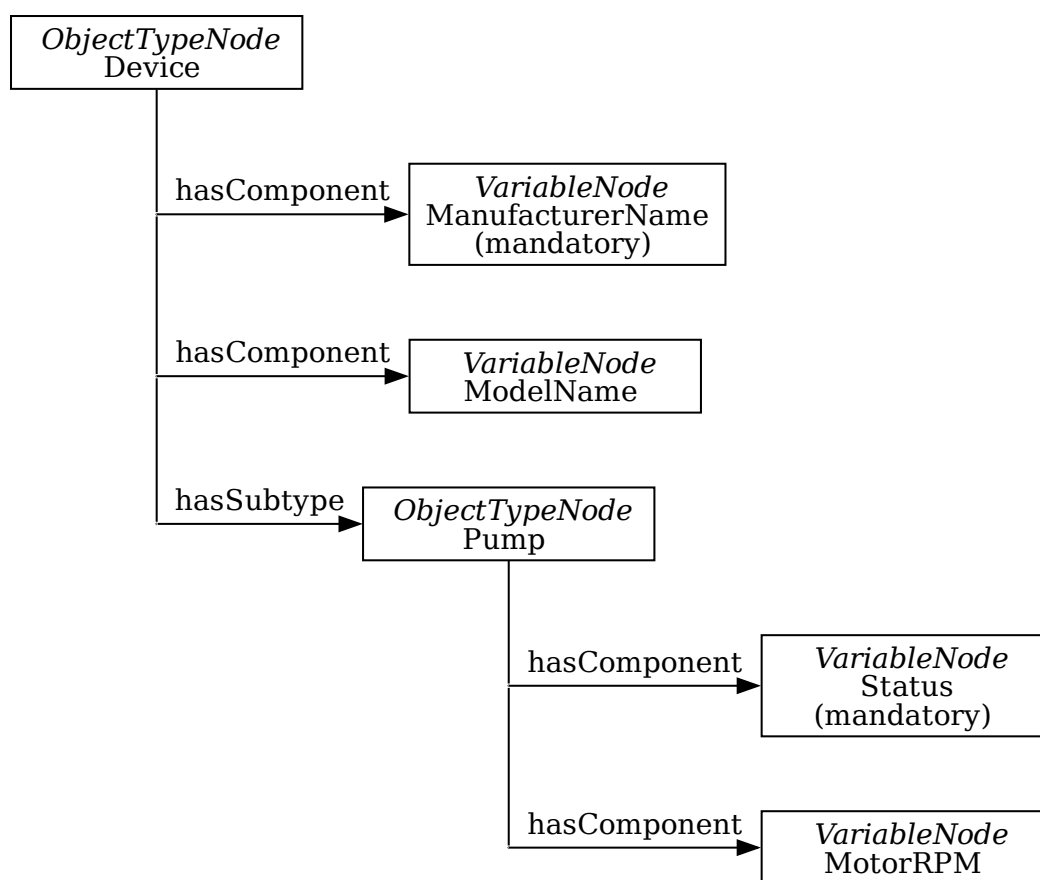 ObjectTypeNode
Device
hasComponent
VariableNode
ManufacturerName
(mandatory)
hasComponent
VariableNode
ModelName
hasSubtype
ObjectTypeNode
Pump
hasComponent
VariableNode
Status
(mandatory)
hasComponent
VariableNode
MotorRPM